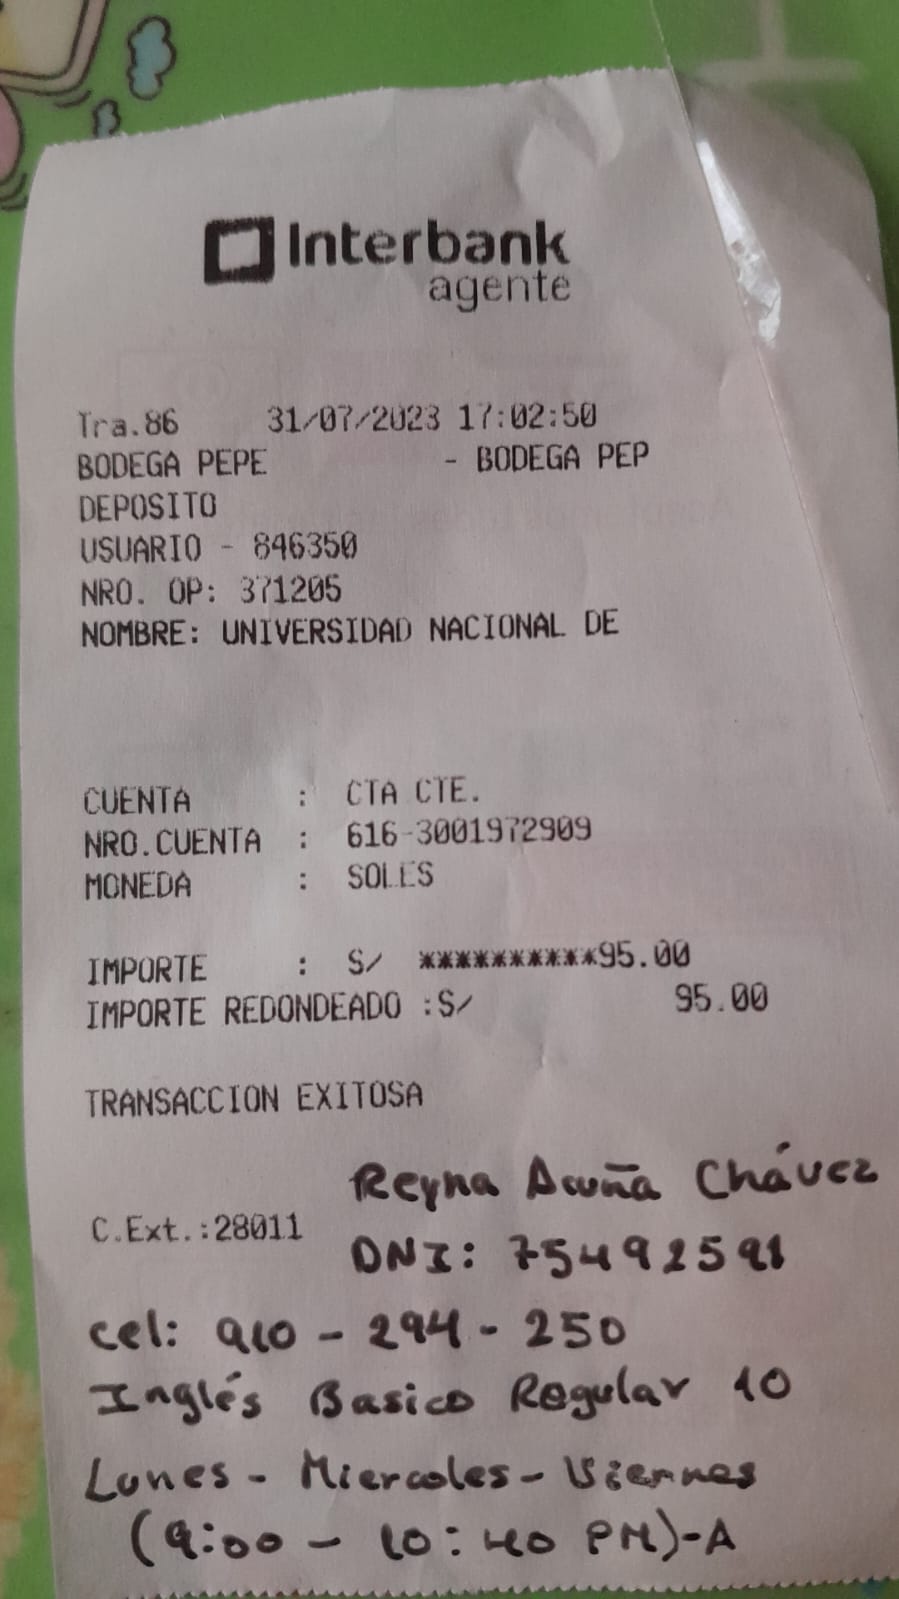 Interbank
agente
Tra.86 31/07/2023 17:02:50
BODEGA PEPE - BODEGA PEP
DEPOSITO
USUARIO - 846350
NRO. OP: 371205
NOMBRE: UNIVERSIDAD NACIONAL DE
CUENTA : CTA CTE.
NRO.CUENTA : 616-3001972909
MONEDA : SOLES
IMPORTE : S/ **********95.00
IMPORTE REDONDEADO :S/ 95.00
TRANSACCION EXITOSA
Reyna Acuña Chávez
C.Ext.:28011
DNI: 75492591
cel: 910 - 294 - 250
Inglés Basico Regular 10
Lunes - Miercoles - Viernes
(9:00 - 10:40 PM)-A